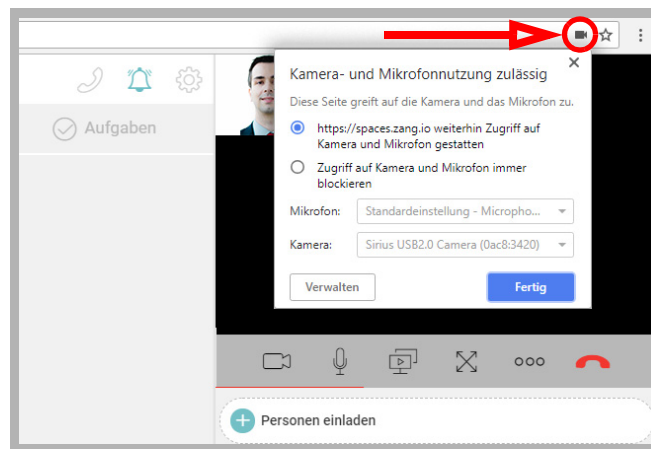 Kamera- und Mikrofonnutzung zulässig
Diese Seite greift auf die Kamera und das Mikrofon zu.
https://spaces.zang.io weiterhin Zugriff auf
Kamera und Mikrofon gestatten
Zugriff auf Kamera und Mikrofon immer
blockieren
Mikrofon: Standardeinstellung - Micropho...
Kamera: Sirius USB2.0 Camera (0ac8:3420)
Verwalten Fertig
Aufgaben
Personen einladen